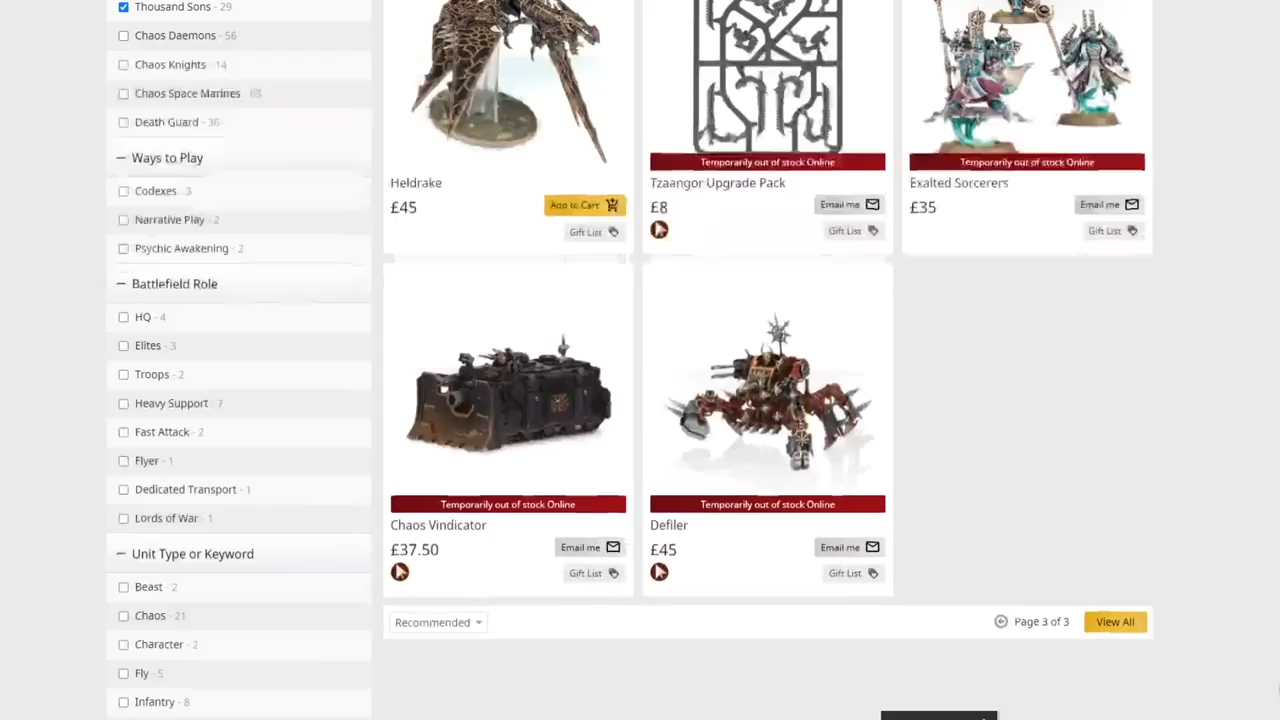 Thousand Sons - 29
Chaos Daemons - 56
Chaos Knights - 14
Chaos Space Marines
Death Guard - 36
Ways to Play
Codexes - 3
Narrative Play - 2
Psychic Awakening - 2
Battlefield Role
HQ - 4
Elites - 3
Troops - 2
Heavy Support - 7
Fast Attack - 2
Flyer - 1
Dedicated Transport - 1
Lords of War - 1
Unit Type or Keyword
Beast - 2
Chaos - 21
Character - 2
Fly - 5
Infantry - 8
Heldrake
£45
Add to Cart
Gift List
Temporarily out of stock Online
Tzaangor Upgrade Pack
£8
Email me
Gift List
Temporarily out of stock Online
Exalted Sorcerers
£35
Email me
Gift List
Temporarily out of stock Online
Chaos Vindicator
£37.50
Email me
Gift List
Temporarily out of stock Online
Defiler
£45
Email me
Gift List
Recommended
Page 3 of 3
View All